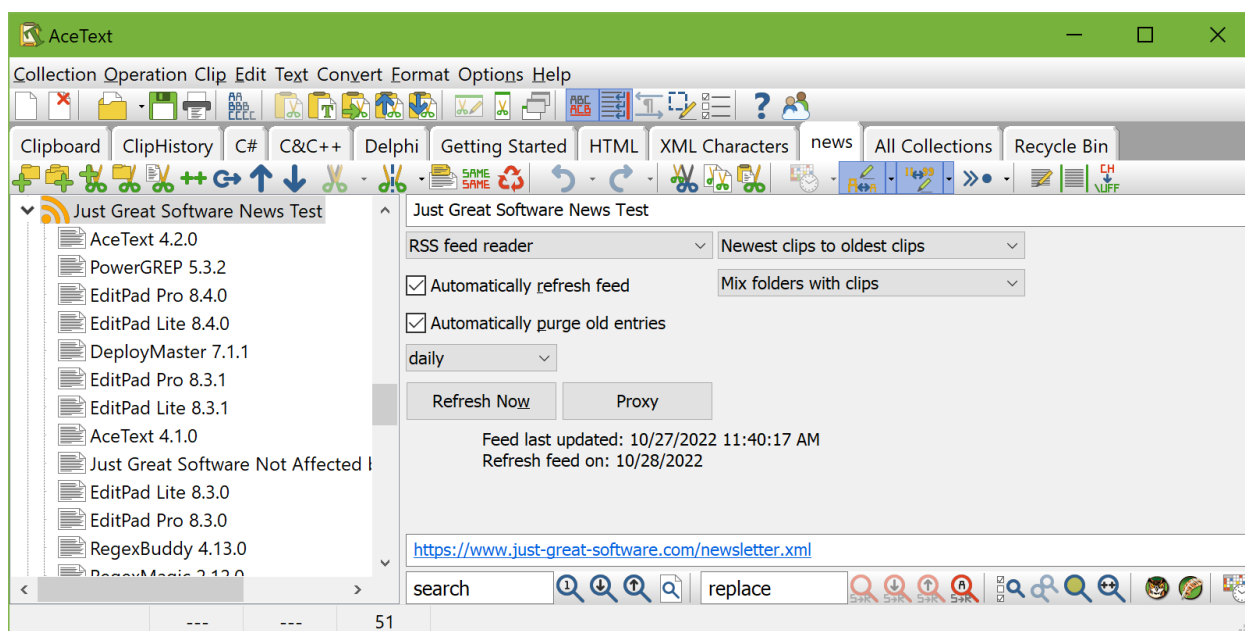 AceText
Collection Operation Clip Edit Text Convert Format Options Help
Clipboard ClipHistory C# C&C++ Delphi Getting Started HTML XML Characters news All Collections Recycle Bin
Just Great Software News Test
AceText 4.2.0
PowerGREP 5.3.2
EditPad Pro 8.4.0
EditPad Lite 8.4.0
DeployMaster 7.1.1
EditPad Pro 8.3.1
EditPad Lite 8.3.1
AceText 4.1.0
Just Great Software Not Affected
EditPad Lite 8.3.0
EditPad Pro 8.3.0
RegexBuddy 4.13.0
RegexMagic 2.12.0
Just Great Software News Test
RSS feed reader Newest clips to oldest clips
Automatically refresh feed Mix folders with clips
Automatically purge old entries
daily
Refresh Now Proxy
Feed last updated: 10/27/2022 11:40:17 AM
Refresh feed on: 10/28/2022
https://www.just-great-software.com/newsletter.xml
search replace
--- --- 51